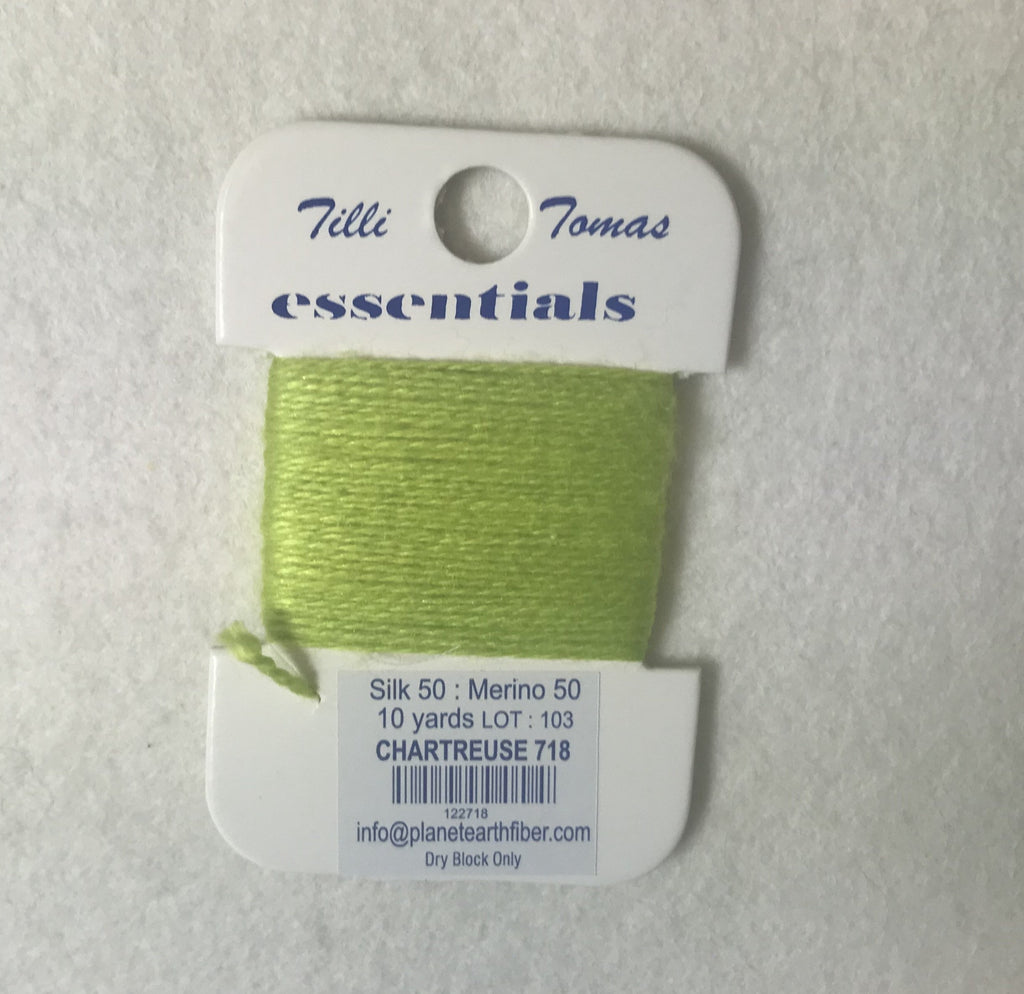 Tilli Tomas
essentials
Silk 50 : Merino 50
10 yards LOT : 103
CHARTREUSE 718
122718
info@planetearthfiber.com
Dry Block Only